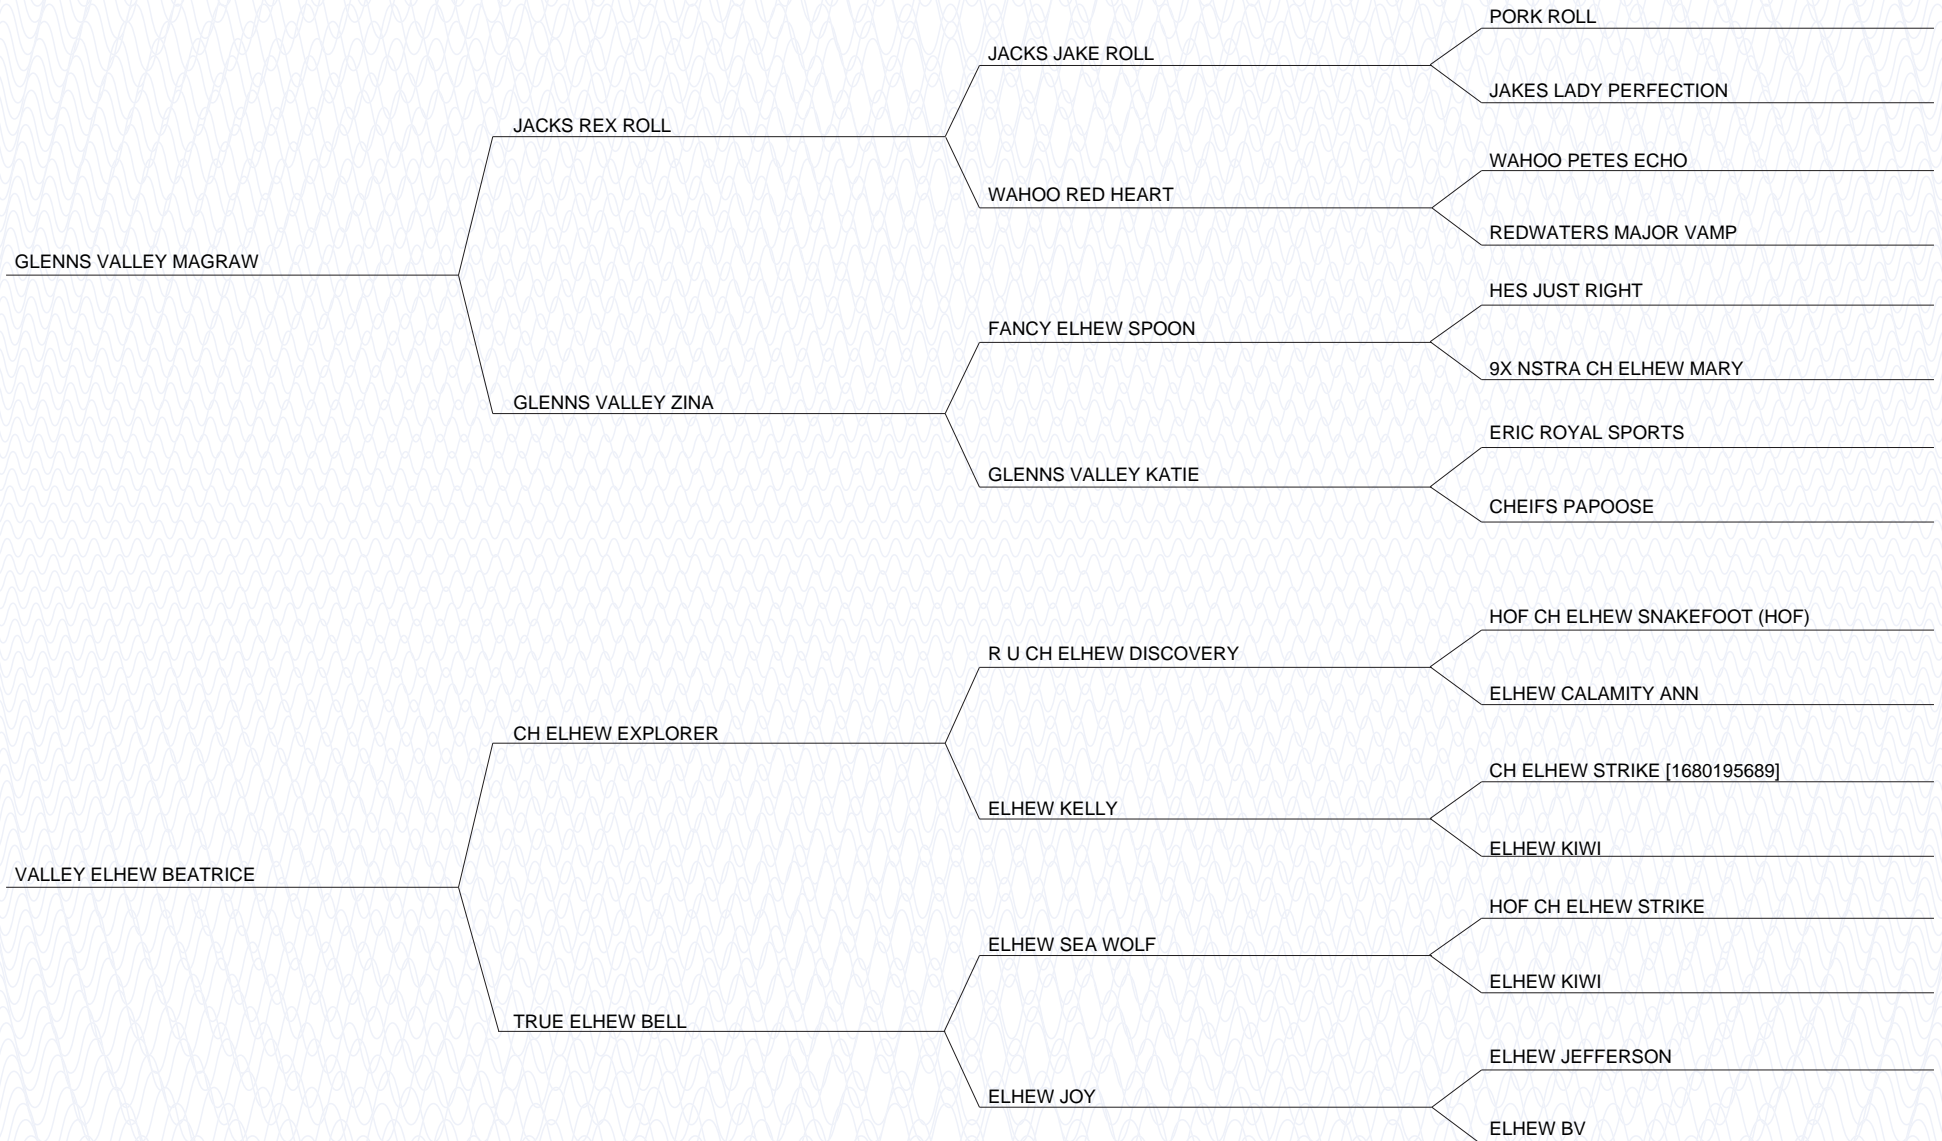 PORK ROLL
JACKS JAKE ROLL
JAKES LADY PERFECTION
JACKS REX ROLL
WAHOO PETES ECHO
WAHOO RED HEART
REDWATERS MAJOR VAMP
GLENNS VALLEY MAGRAW
HES JUST RIGHT
FANCY ELHEW SPOON
9X NSTRA CH ELHEW MARY
GLENNS VALLEY ZINA
ERIC ROYAL SPORTS
GLENNS VALLEY KATIE
CHEIFS PAPOOSE
HOF CH ELHEW SNAKEFOOT (HOF)
R U CH ELHEW DISCOVERY
ELHEW CALAMITY ANN
CH ELHEW EXPLORER
CH ELHEW STRIKE [1680195689]
ELHEW KELLY
ELHEW KIWI
VALLEY ELHEW BEATRICE
HOF CH ELHEW STRIKE
ELHEW SEA WOLF
ELHEW KIWI
TRUE ELHEW BELL
ELHEW JEFFERSON
ELHEW JOY
ELHEW BV